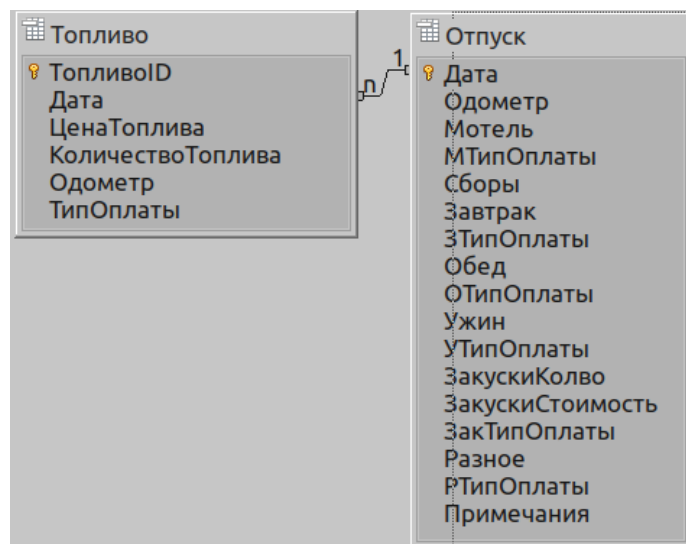 Топливо
ТопливоID
Дата
ЦенаТоплива
КоличествоТоплива
Одометр
ТипОплаты
n
1
Отпуск
Дата
Одометр
Мотель
МТипОплаты
Сборы
Завтрак
ЗТипОплаты
Обед
ОТипОплаты
Ужин
УТипОплаты
ЗакускиКолво
ЗакускиСтоимость
ЗакТипОплаты
Разное
РТипОплаты
Примечания